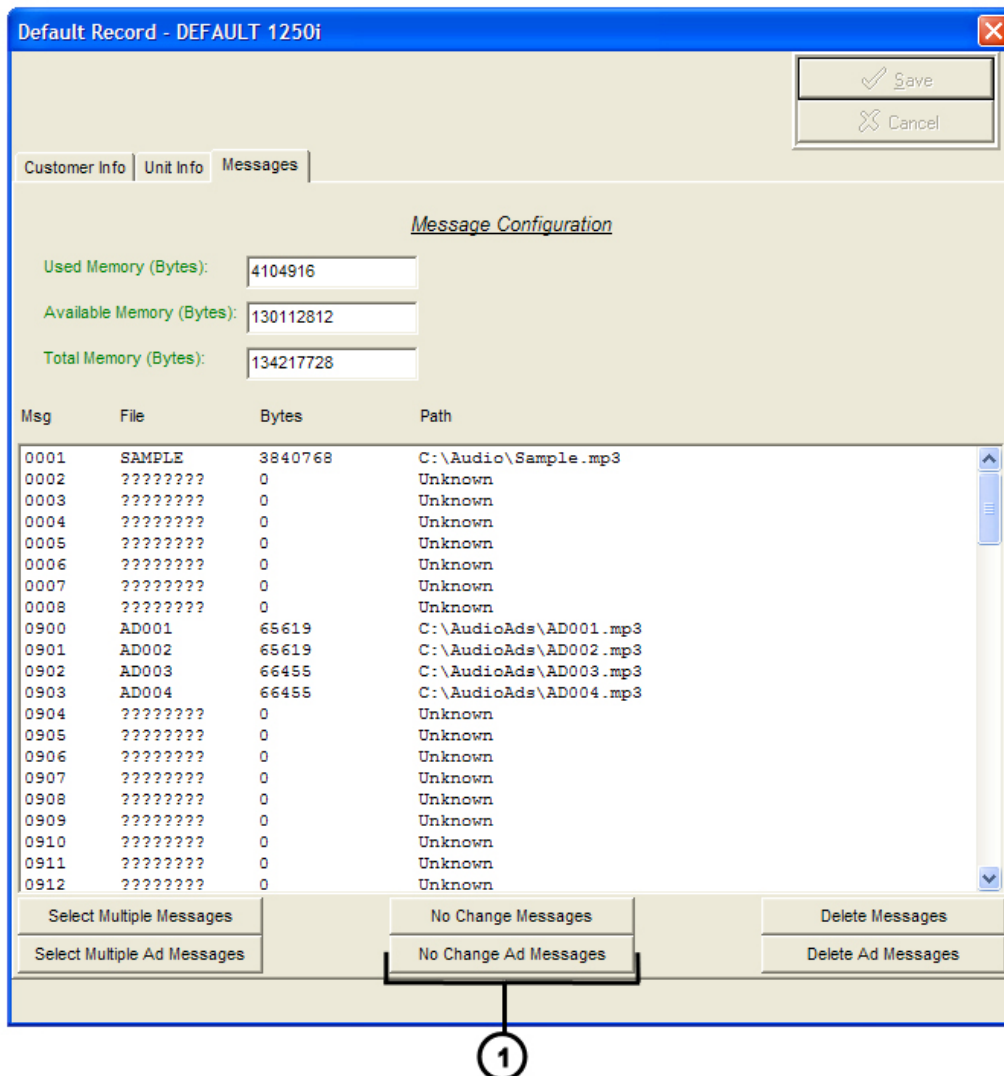 Default Record - DEFAULT 1250i
Save
Cancel
Customer Info Unit Info Messages
Message Configuration
Used Memory (Bytes): 4104916
Available Memory (Bytes): 130112812
Total Memory (Bytes): 134217728
Msg File Bytes Path
0001 SAMPLE 3840768 C:\Audio\Sample.mp3
0002 ???????? 0 Unknown
0003 ???????? 0 Unknown
0004 ???????? 0 Unknown
0005 ???????? 0 Unknown
0006 ???????? 0 Unknown
0007 ???????? 0 Unknown
0008 ???????? 0 Unknown
0900 AD001 65619 C:\AudioAds\AD001.mp3
0901 AD002 65619 C:\AudioAds\AD002.mp3
0902 AD003 66455 C:\AudioAds\AD003.mp3
0903 AD004 66455 C:\AudioAds\AD004.mp3
0904 ???????? 0 Unknown
0905 ???????? 0 Unknown
0906 ???????? 0 Unknown
0907 ???????? 0 Unknown
0908 ???????? 0 Unknown
0909 ???????? 0 Unknown
0910 ???????? 0 Unknown
0911 ???????? 0 Unknown
0912 ???????? 0 Unknown
Select Multiple Messages No Change Messages Delete Messages
Select Multiple Ad Messages No Change Ad Messages Delete Ad Messages
1